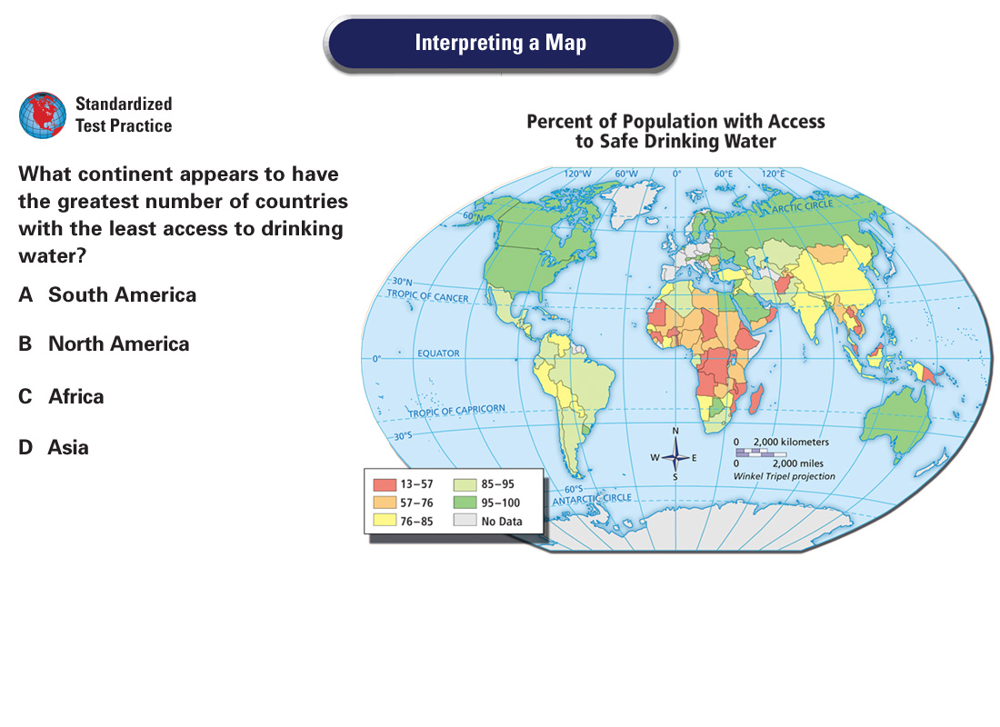 Interpreting a Map
Standardized
Test Practice
What continent appears to have
the greatest number of countries
with the least access to drinking
water?
A South America
B North America
C Africa
D Asia
Percent of Population with Access
to Safe Drinking Water
120°W 60°W 0° 60°E 120°E
60°N
ARCTIC CIRCLE
30°N
TROPIC OF CANCER
EQUATOR
0°
TROPIC OF CAPRICORN
30°S
N
W E
S
0 2,000 kilometers
0 2,000 miles
Winkel Tripel projection
60°S
ANTARCTIC CIRCLE
13–57 85–95
57–76 95–100
76–85 No Data